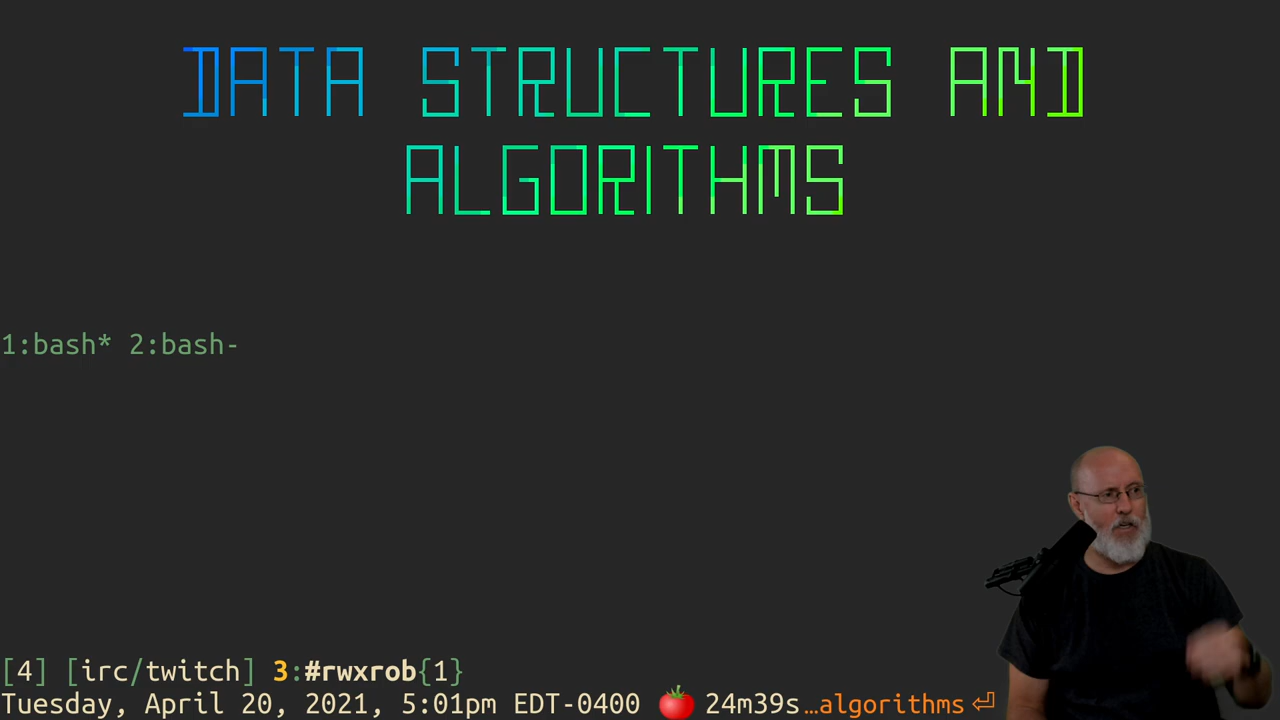 DATA STRUCTURES AND
ALGORITHMS
1:bash* 2:bash-
[4] [irc/twitch] 3:#rwxrob{1}
Tuesday, April 20, 2021, 5:01pm EDT-0400 🍅 24m39s…algorithms⏎